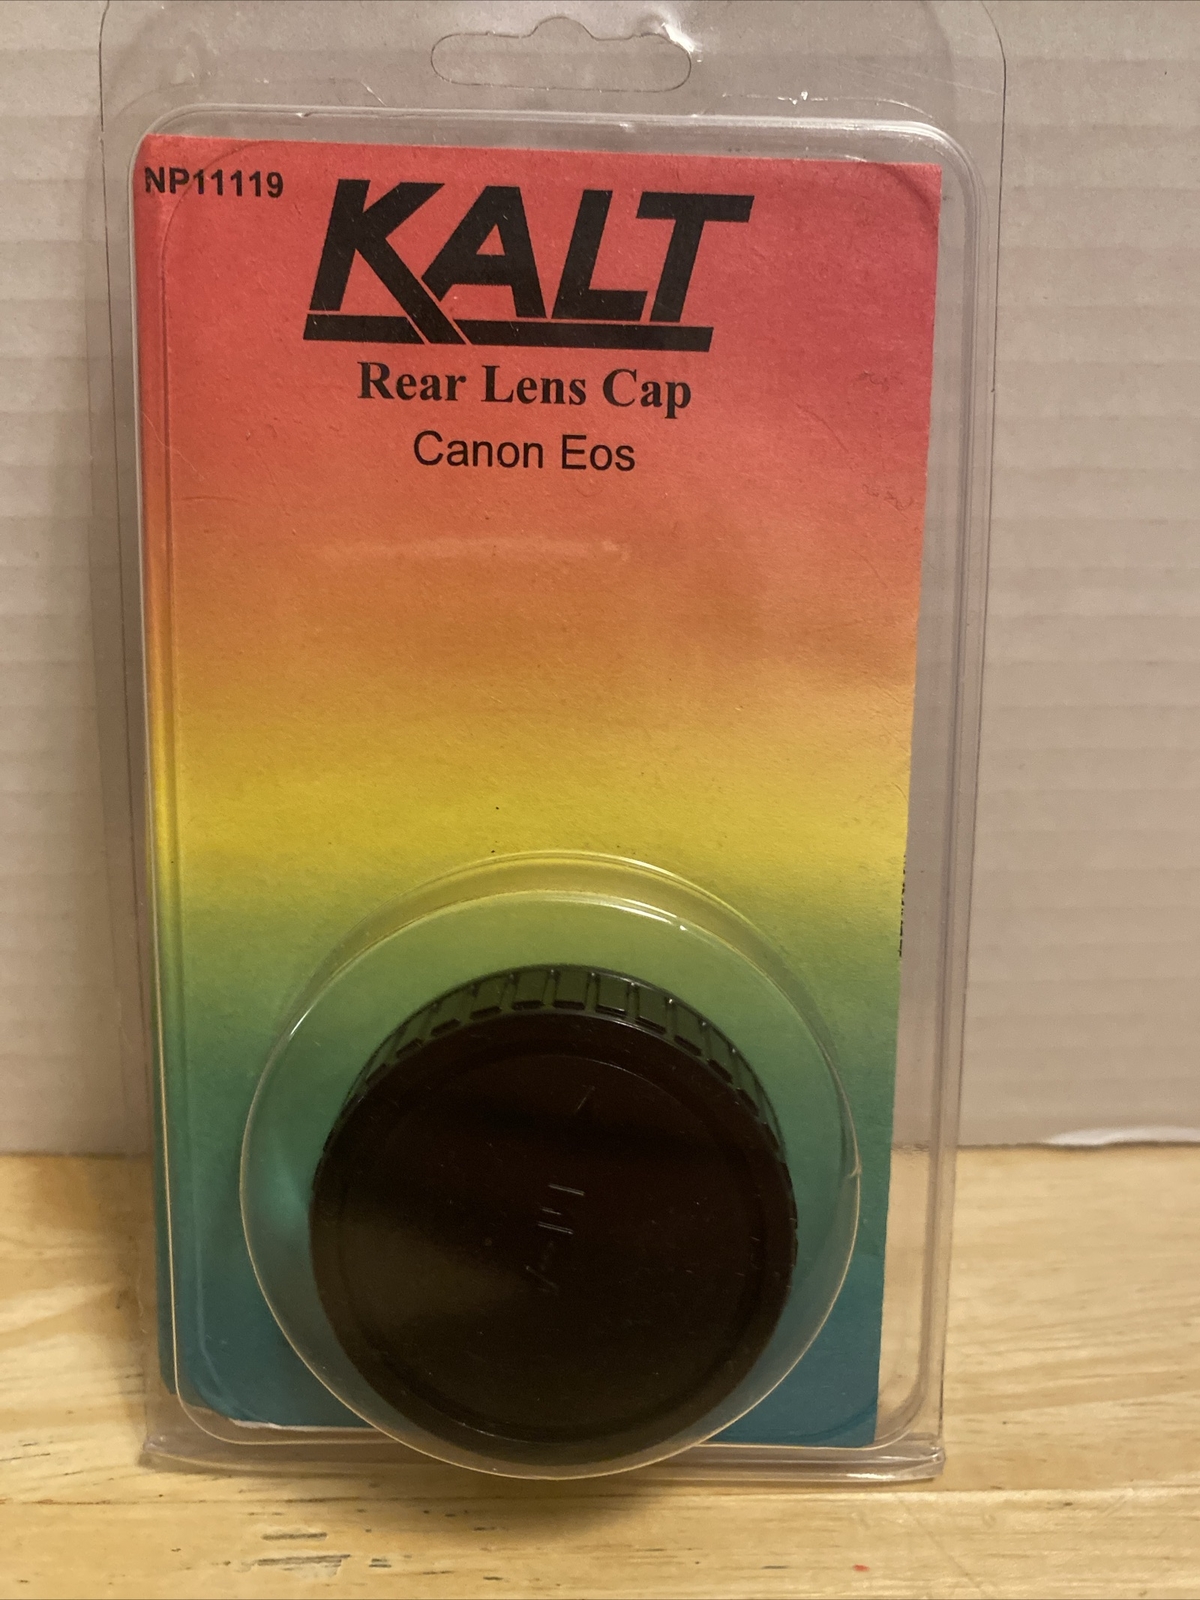 NP11119
KALT
Rear Lens Cap
Canon Eos